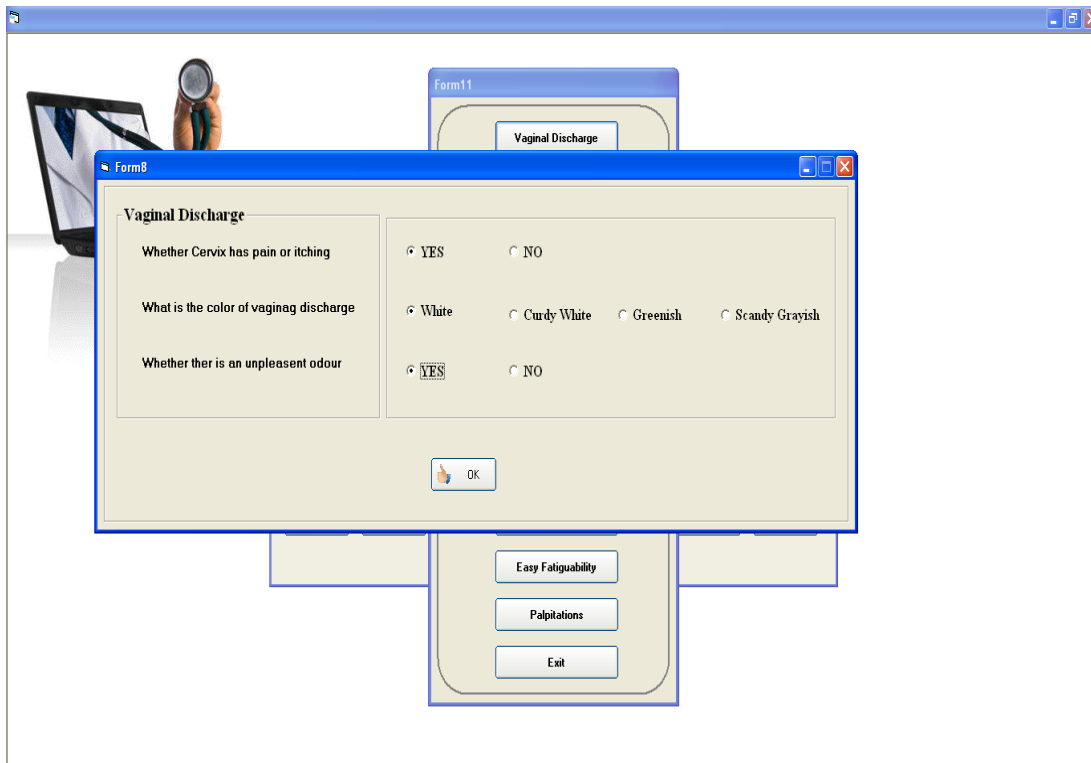 Form11
Vaginal Discharge
Form8
Vaginal Discharge
Whether Cervix has pain or itching YES NO
What is the color of vaginag discharge White Curdy White Greenish Scandy Grayish
Whether ther is an unpleasent odour YES NO
OK
Easy Fatiguability
Palpitations
Exit